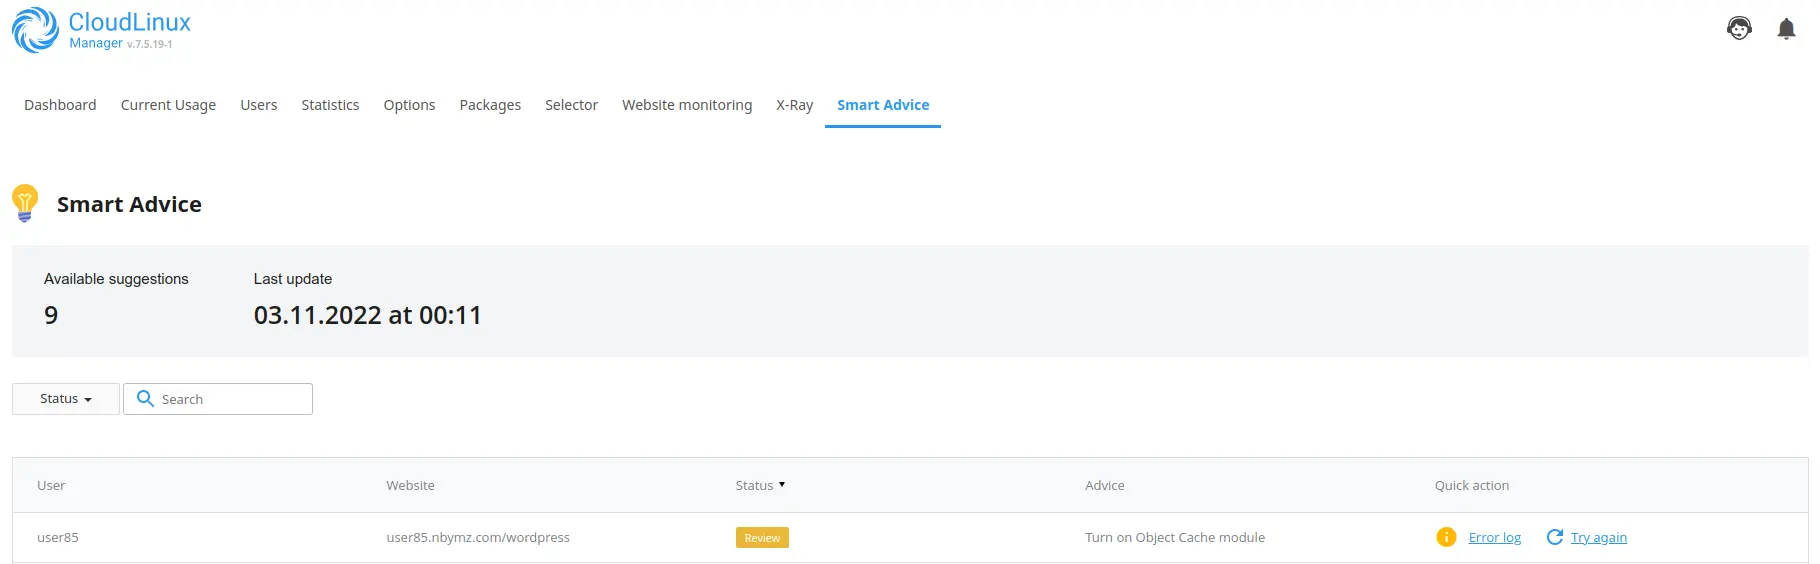 CloudLinux
Manager v.7.5.19-1
Dashboard Current Usage Users Statistics Options Packages Selector Website monitoring X-Ray Smart Advice
Smart Advice
Available suggestions Last update
9 03.11.2022 at 00:11
Status Search
User Website Status Advice Quick action
user85 user85.nbymz.com/wordpress Review Turn on Object Cache module Error log Try again